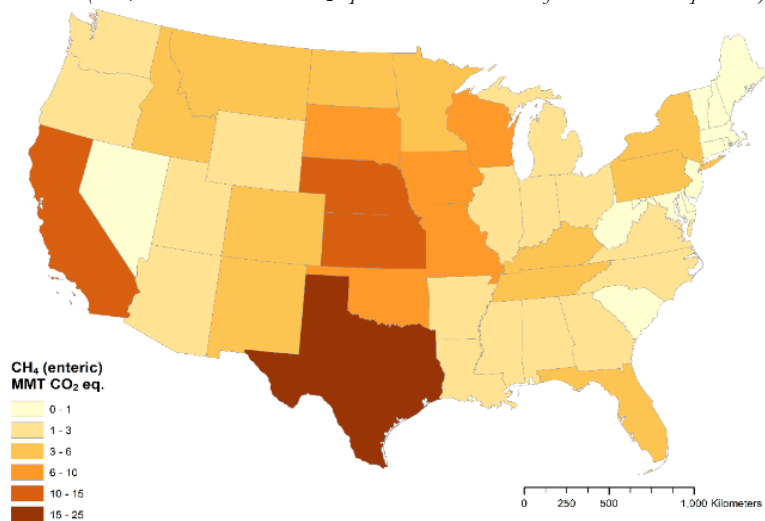 CH₄ (enteric)
MMT CO₂ eq.
0 - 1
1 - 3
3 - 6
6 - 10
10 - 15
15 - 25
0 250 500 1,000 Kilometers